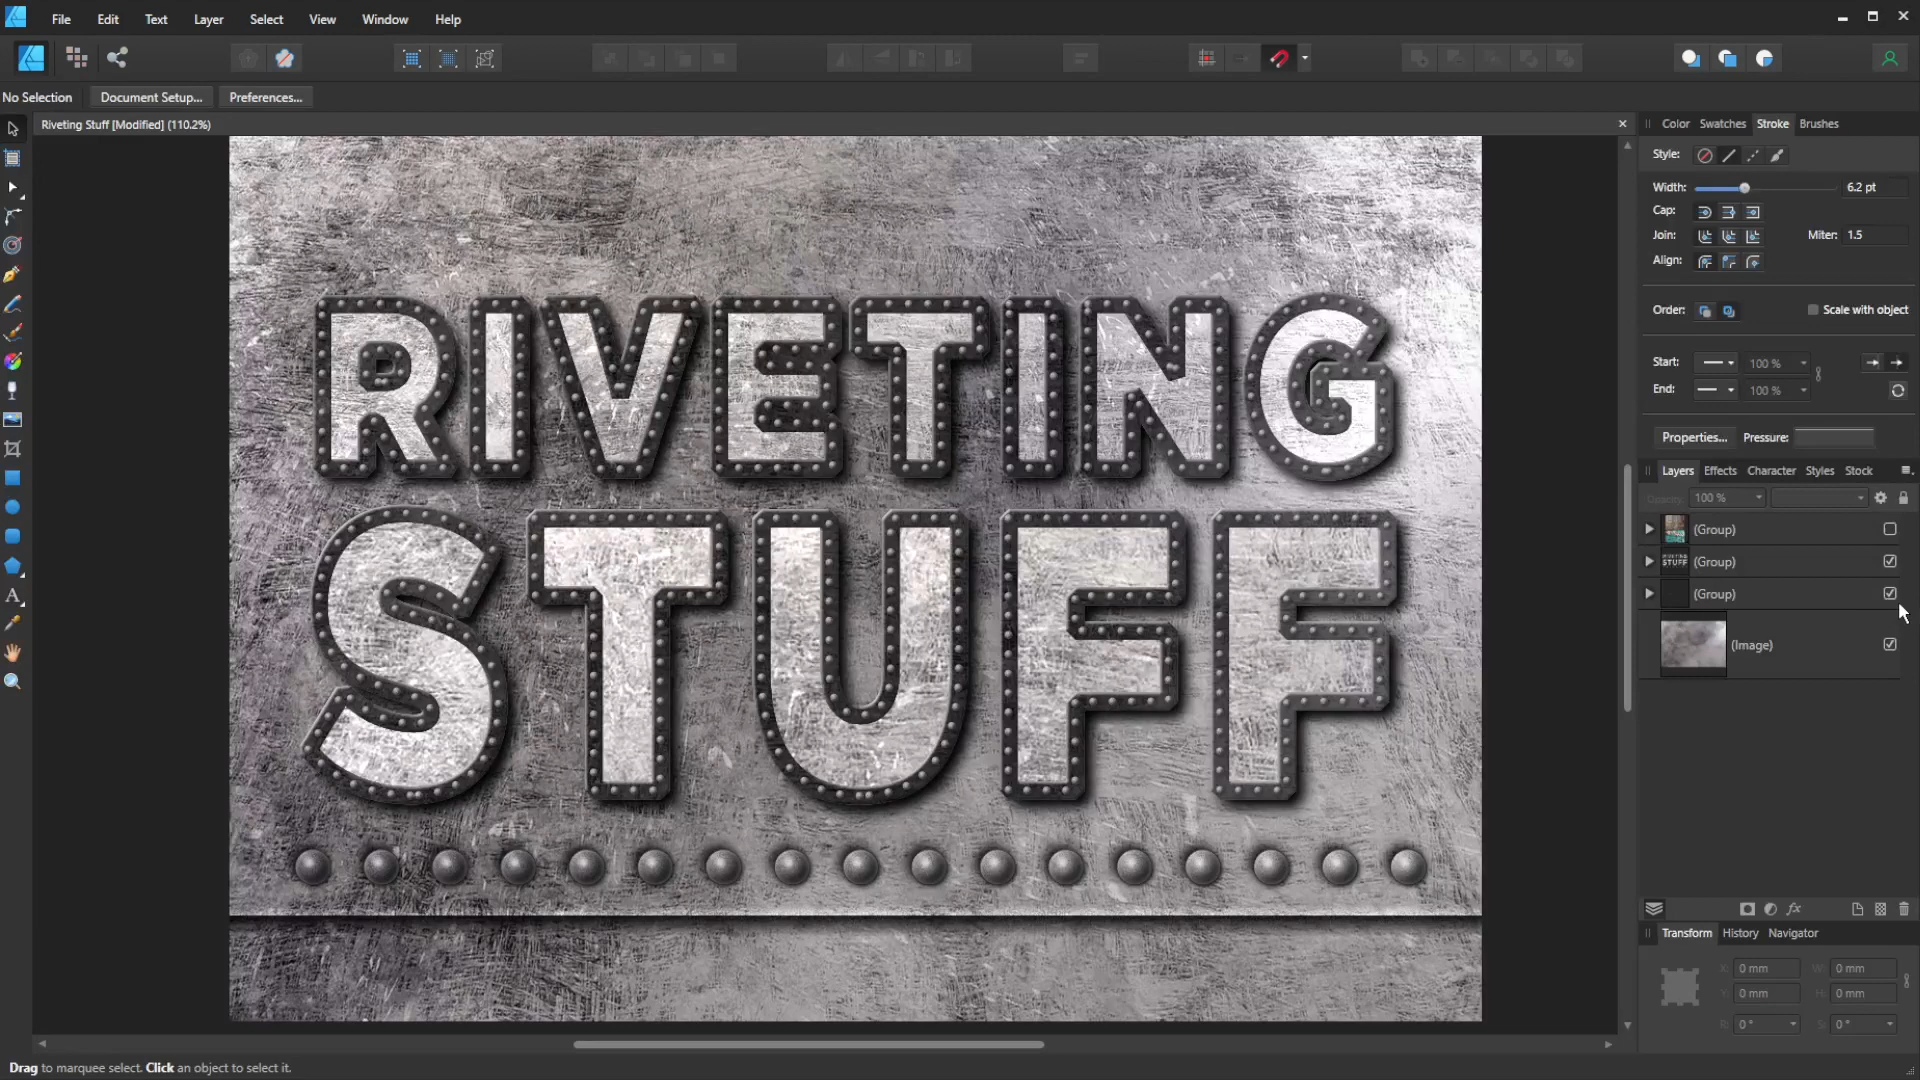 File Edit Text Layer Select View Window Help
No Selection Document Setup... Preferences...
Riveting Stuff [Modified] (110.2%)
RIVETING
STUFF
Color Swatches Stroke Brushes
Style:
Width: 6.2 pt
Cap:
Join: Miter: 1.5
Align:
Order: Scale with object
Start: 100 %
End: 100 %
Properties... Pressure:
Layers Effects Character Styles Stock
Opacity: 100 %
(Group)
RIVETING STUFF (Group)
(Group)
(Image)
Transform History Navigator
X: 0 mm W: 0 mm
Y: 0 mm H: 0 mm
R: 0 ° S: 0 °
Drag to marquee select. Click an object to select it.